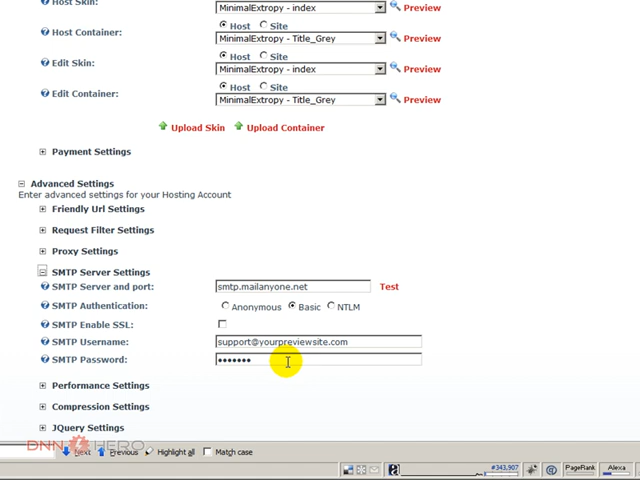 Host Skin:
MinimalExtropy - index
Preview
Host Site
Host Container:
MinimalExtropy - Title_Grey
Preview
Host Site
Edit Skin:
MinimalExtropy - index
Preview
Host Site
Edit Container:
MinimalExtropy - Title_Grey
Preview
Upload Skin Upload Container
Payment Settings
Advanced Settings
Enter advanced settings for your Hosting Account
Friendly Url Settings
Request Filter Settings
Proxy Settings
SMTP Server Settings
SMTP Server and port: smtp.mailanyone.net Test
SMTP Authentication: Anonymous Basic NTLM
SMTP Enable SSL:
SMTP Username: support@yourpreviewsite.com
SMTP Password: •••••••
Performance Settings
Compression Settings
JQuery Settings
DNN HERO
Next Previous Highlight all Match case
#343,907 PageRank Alexa